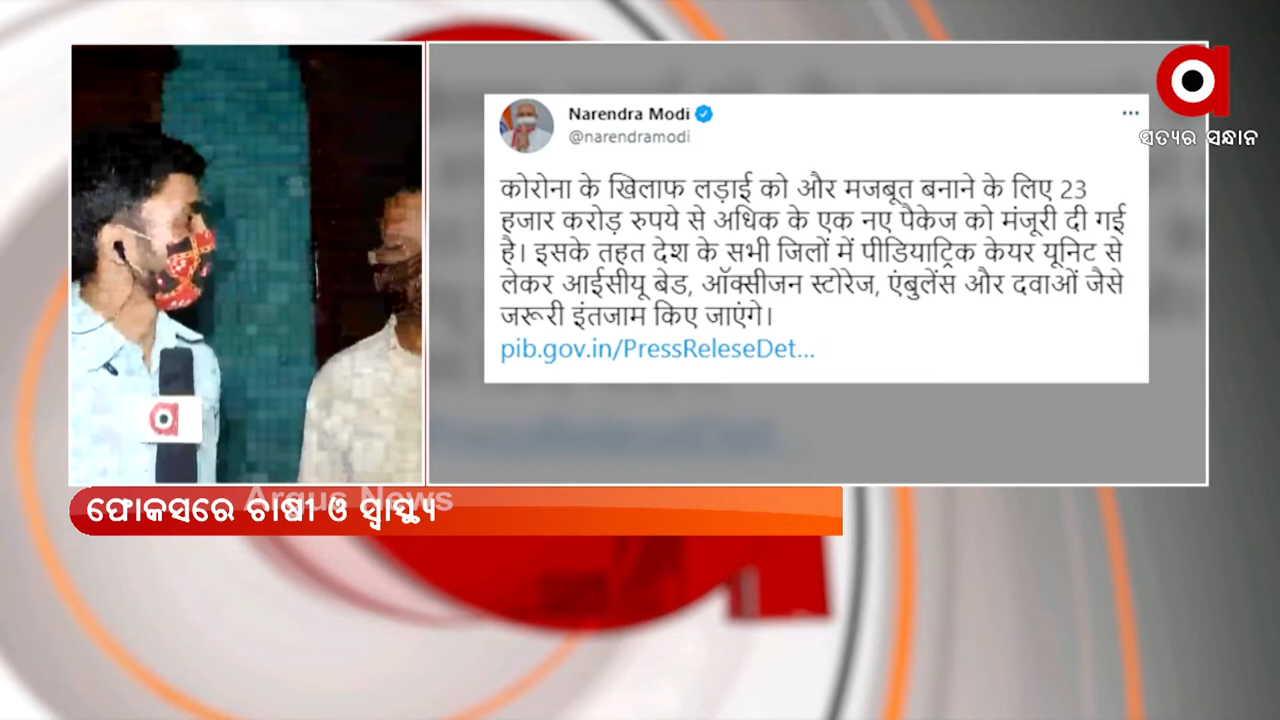 Narendra Modi
@narendramodi
ସତ୍ୟର ସନ୍ଧାନ
कोरोना के खिलाफ लड़ाई को और मजबूत बनाने के लिए 23
हजार करोड़ रुपये से अधिक के एक नए पैकेज को मंजूरी दी गई
है। इसके तहत देश के सभी जिलों में पीडियाट्रिक केयर यूनिट से
लेकर आईसीयू बेड, ऑक्सीजन स्टोरेज, एंबुलेंस और दवाओं जैसे
जरूरी इंतजाम किए जाएंगे।
pib.gov.in/PressReleseDet...
Argus News
ଫୋକସରେ ଚାଷୀ ଓ ସ୍ୱାସ୍ଥ୍ୟ